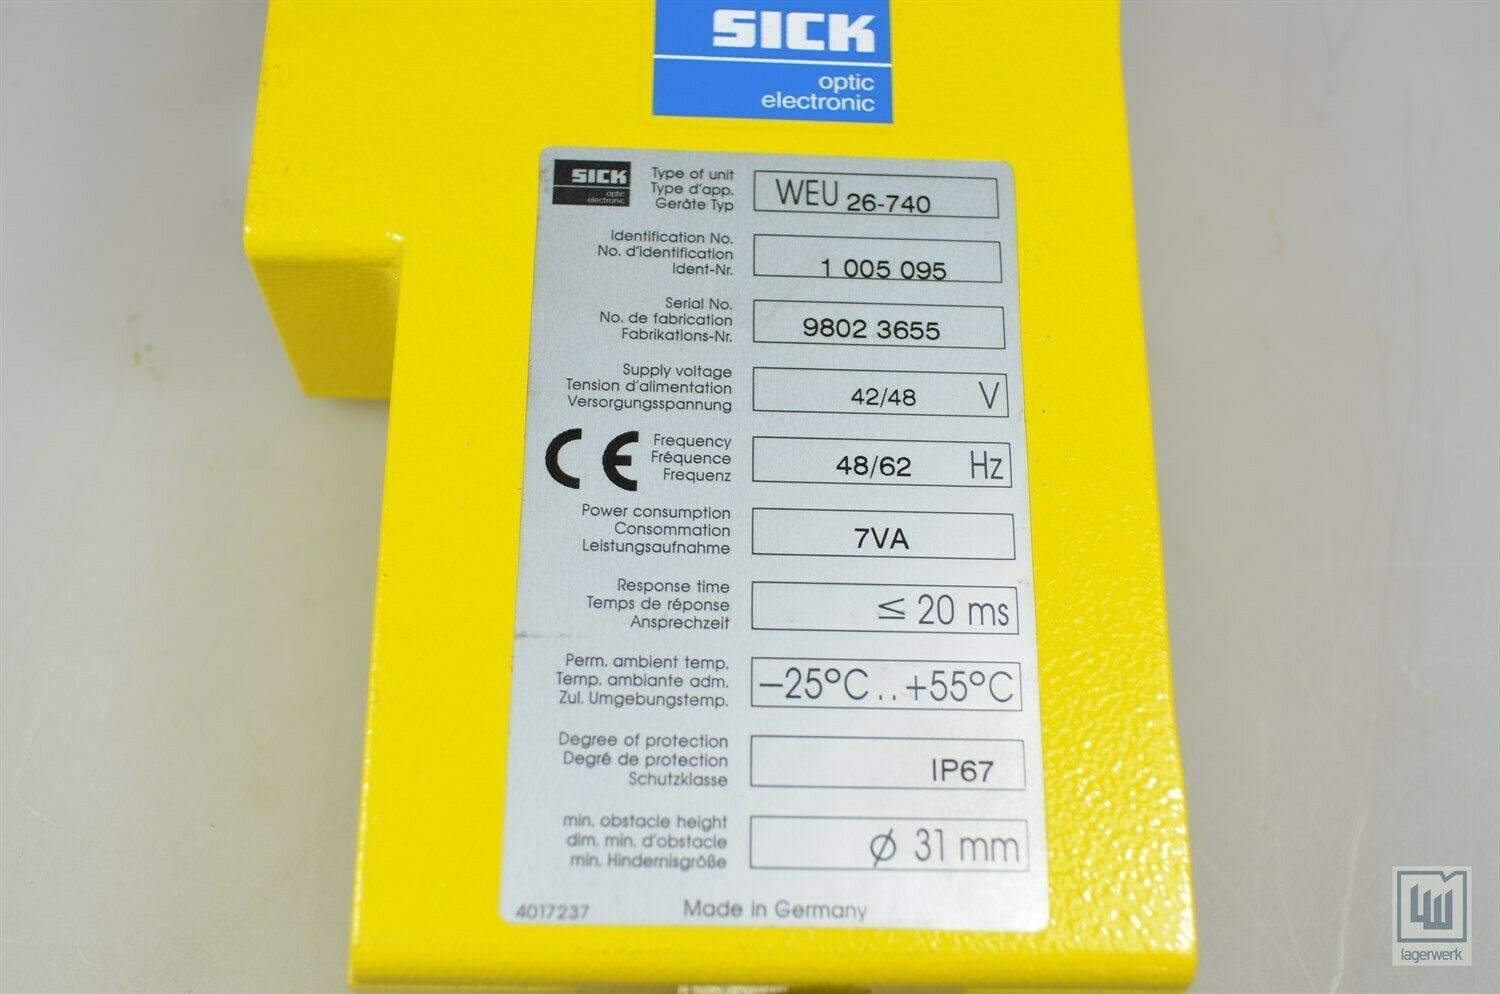 SICK
optic
electronic
SICK
optic
electronic
Type of unit
Type d'app.
Geräte Typ
WEU 26-740
Identification No.
No. d'identification
Ident-Nr.
1 005 095
Serial No.
No. de fabrication
Fabrikations-Nr.
9802 3655
Supply voltage
Tension d'alimentation
Versorgungsspannung
42/48 V
CE
Frequency
Fréquence
Frequenz
48/62 Hz
Power consumption
Consommation
Leistungsaufnahme
7VA
Response time
Temps de réponse
Ansprechzeit
≤ 20 ms
Perm. ambient temp.
Temp. ambiante adm.
Zul. Umgebungstemp.
–25°C..+55°C
Degree of protection
Degré de protection
Schutzklasse
IP67
min. obstacle height
dim. min. d'obstacle
min. Hindernisgröße
ø 31 mm
4017237 Made in Germany
lagerwerk